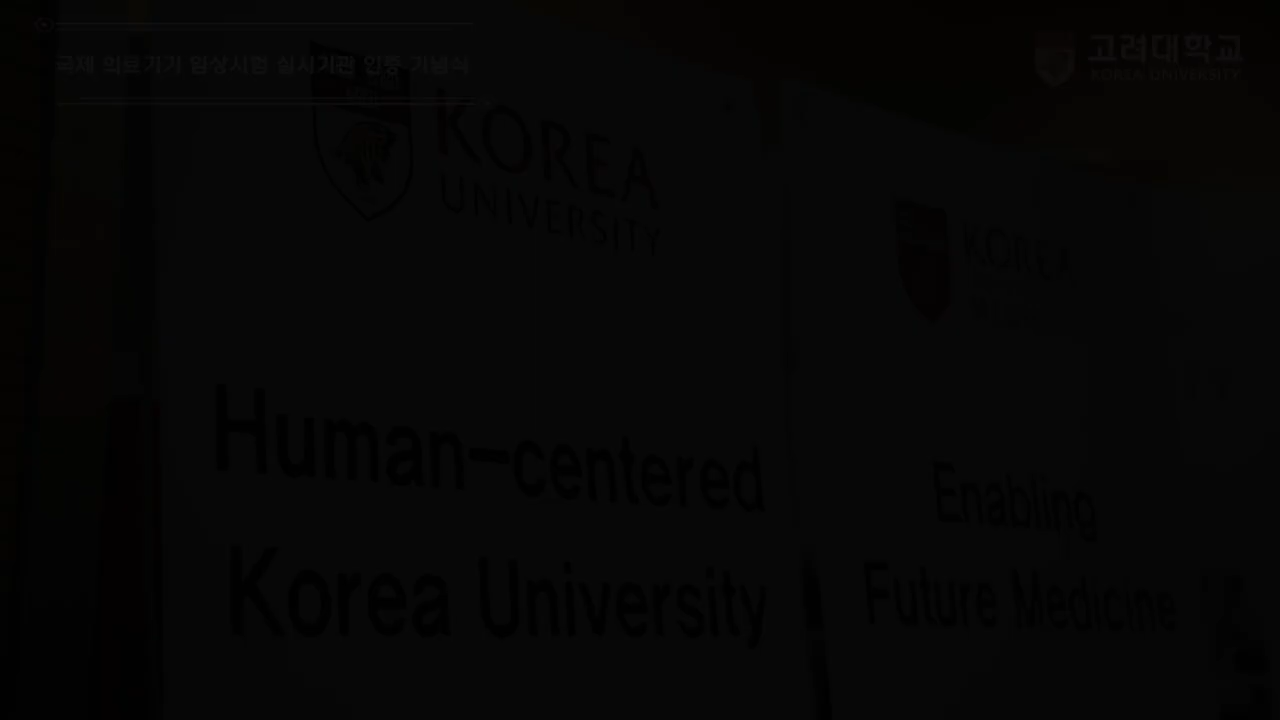 국제 의료기기 임상시험 실시기관 인증 기념식
고려대학교
KOREA UNIVERSITY
KOREA
UNIVERSITY
Human-centered
Korea University
KOREA
Enabling
Future Medicine